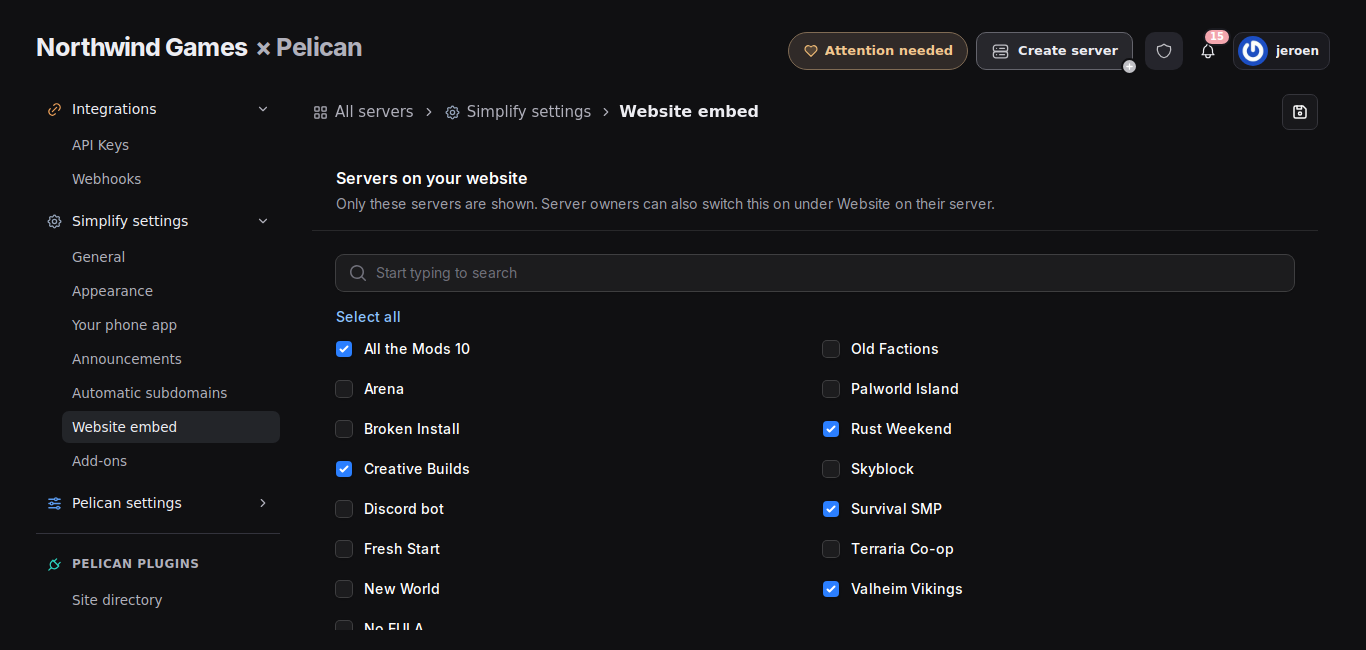 Northwind Games × Pelican
Attention needed
Create server
15
jeroen
Integrations
API Keys
Webhooks
Simplify settings
General
Appearance
Your phone app
Announcements
Automatic subdomains
Website embed
Add-ons
Pelican settings
PELICAN PLUGINS
Site directory
All servers > Simplify settings > Website embed
Servers on your website
Only these servers are shown. Server owners can also switch this on under Website on their server.
Start typing to search
Select all
All the Mods 10
Arena
Broken Install
Creative Builds
Discord bot
Fresh Start
New World
No EULA
Old Factions
Palworld Island
Rust Weekend
Skyblock
Survival SMP
Terraria Co-op
Valheim Vikings